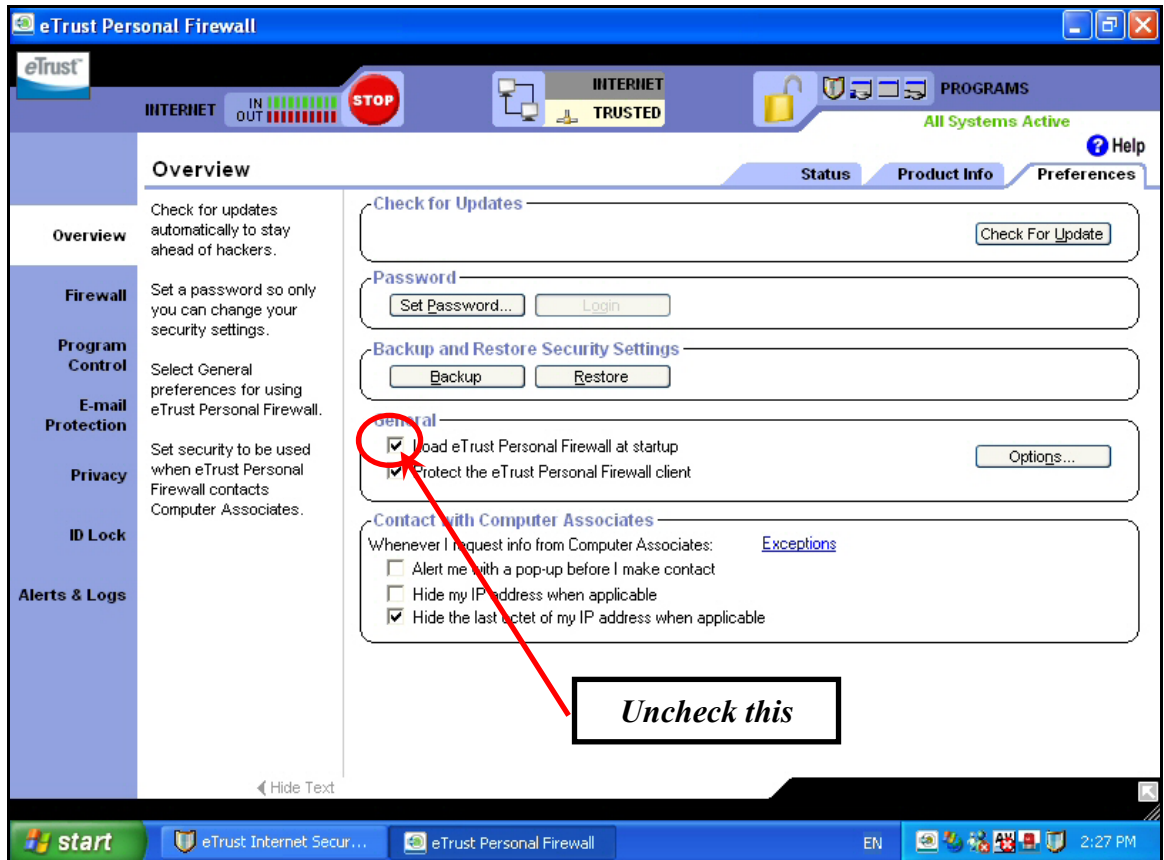 eTrust Personal Firewall
eTrust™
INTERNET IN OUT
STOP
INTERNET
TRUSTED
PROGRAMS
All Systems Active
Help
Overview
Status
Product Info
Preferences
Overview
Firewall
Program
Control
E-mail
Protection
Privacy
ID Lock
Alerts & Logs
Check for updates
automatically to stay
ahead of hackers.
Set a password so only
you can change your
security settings.
Select General
preferences for using
eTrust Personal Firewall.
Set security to be used
when eTrust Personal
Firewall contacts
Computer Associates.
Hide Text
Check for Updates
Check For Update
Password
Set Password...
Login
Backup and Restore Security Settings
Backup
Restore
General
Load eTrust Personal Firewall at startup
Protect the eTrust Personal Firewall client
Options...
Contact with Computer Associates
Whenever I request info from Computer Associates:
Exceptions
Alert me with a pop-up before I make contact
Hide my IP address when applicable
Hide the last octet of my IP address when applicable
Uncheck this
start
eTrust Internet Secur...
eTrust Personal Firewall
EN
2:27 PM